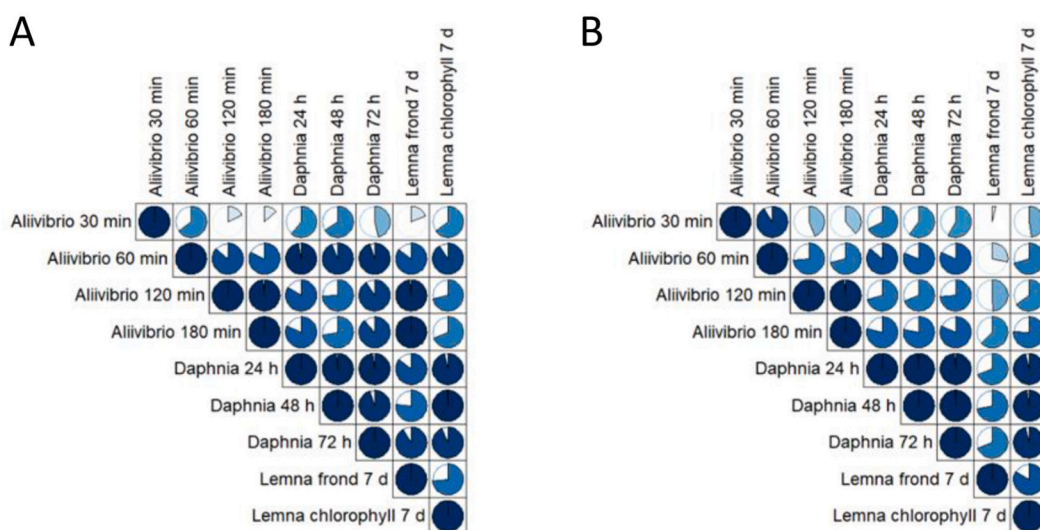 A
B
Aliivibrio 30 min
Aliivibrio 60 min
Aliivibrio 120 min
Aliivibrio 180 min
Daphnia 24 h
Daphnia 48 h
Daphnia 72 h
Lemna frond 7 d
Lemna chlorophyll 7 d
Aliivibrio 30 min
Aliivibrio 60 min
Aliivibrio 120 min
Aliivibrio 180 min
Daphnia 24 h
Daphnia 48 h
Daphnia 72 h
Lemna frond 7 d
Lemna chlorophyll 7 d
Aliivibrio 30 min
Aliivibrio 60 min
Aliivibrio 120 min
Aliivibrio 180 min
Daphnia 24 h
Daphnia 48 h
Daphnia 72 h
Lemna frond 7 d
Lemna chlorophyll 7 d
Aliivibrio 30 min
Aliivibrio 60 min
Aliivibrio 120 min
Aliivibrio 180 min
Daphnia 24 h
Daphnia 48 h
Daphnia 72 h
Lemna frond 7 d
Lemna chlorophyll 7 d